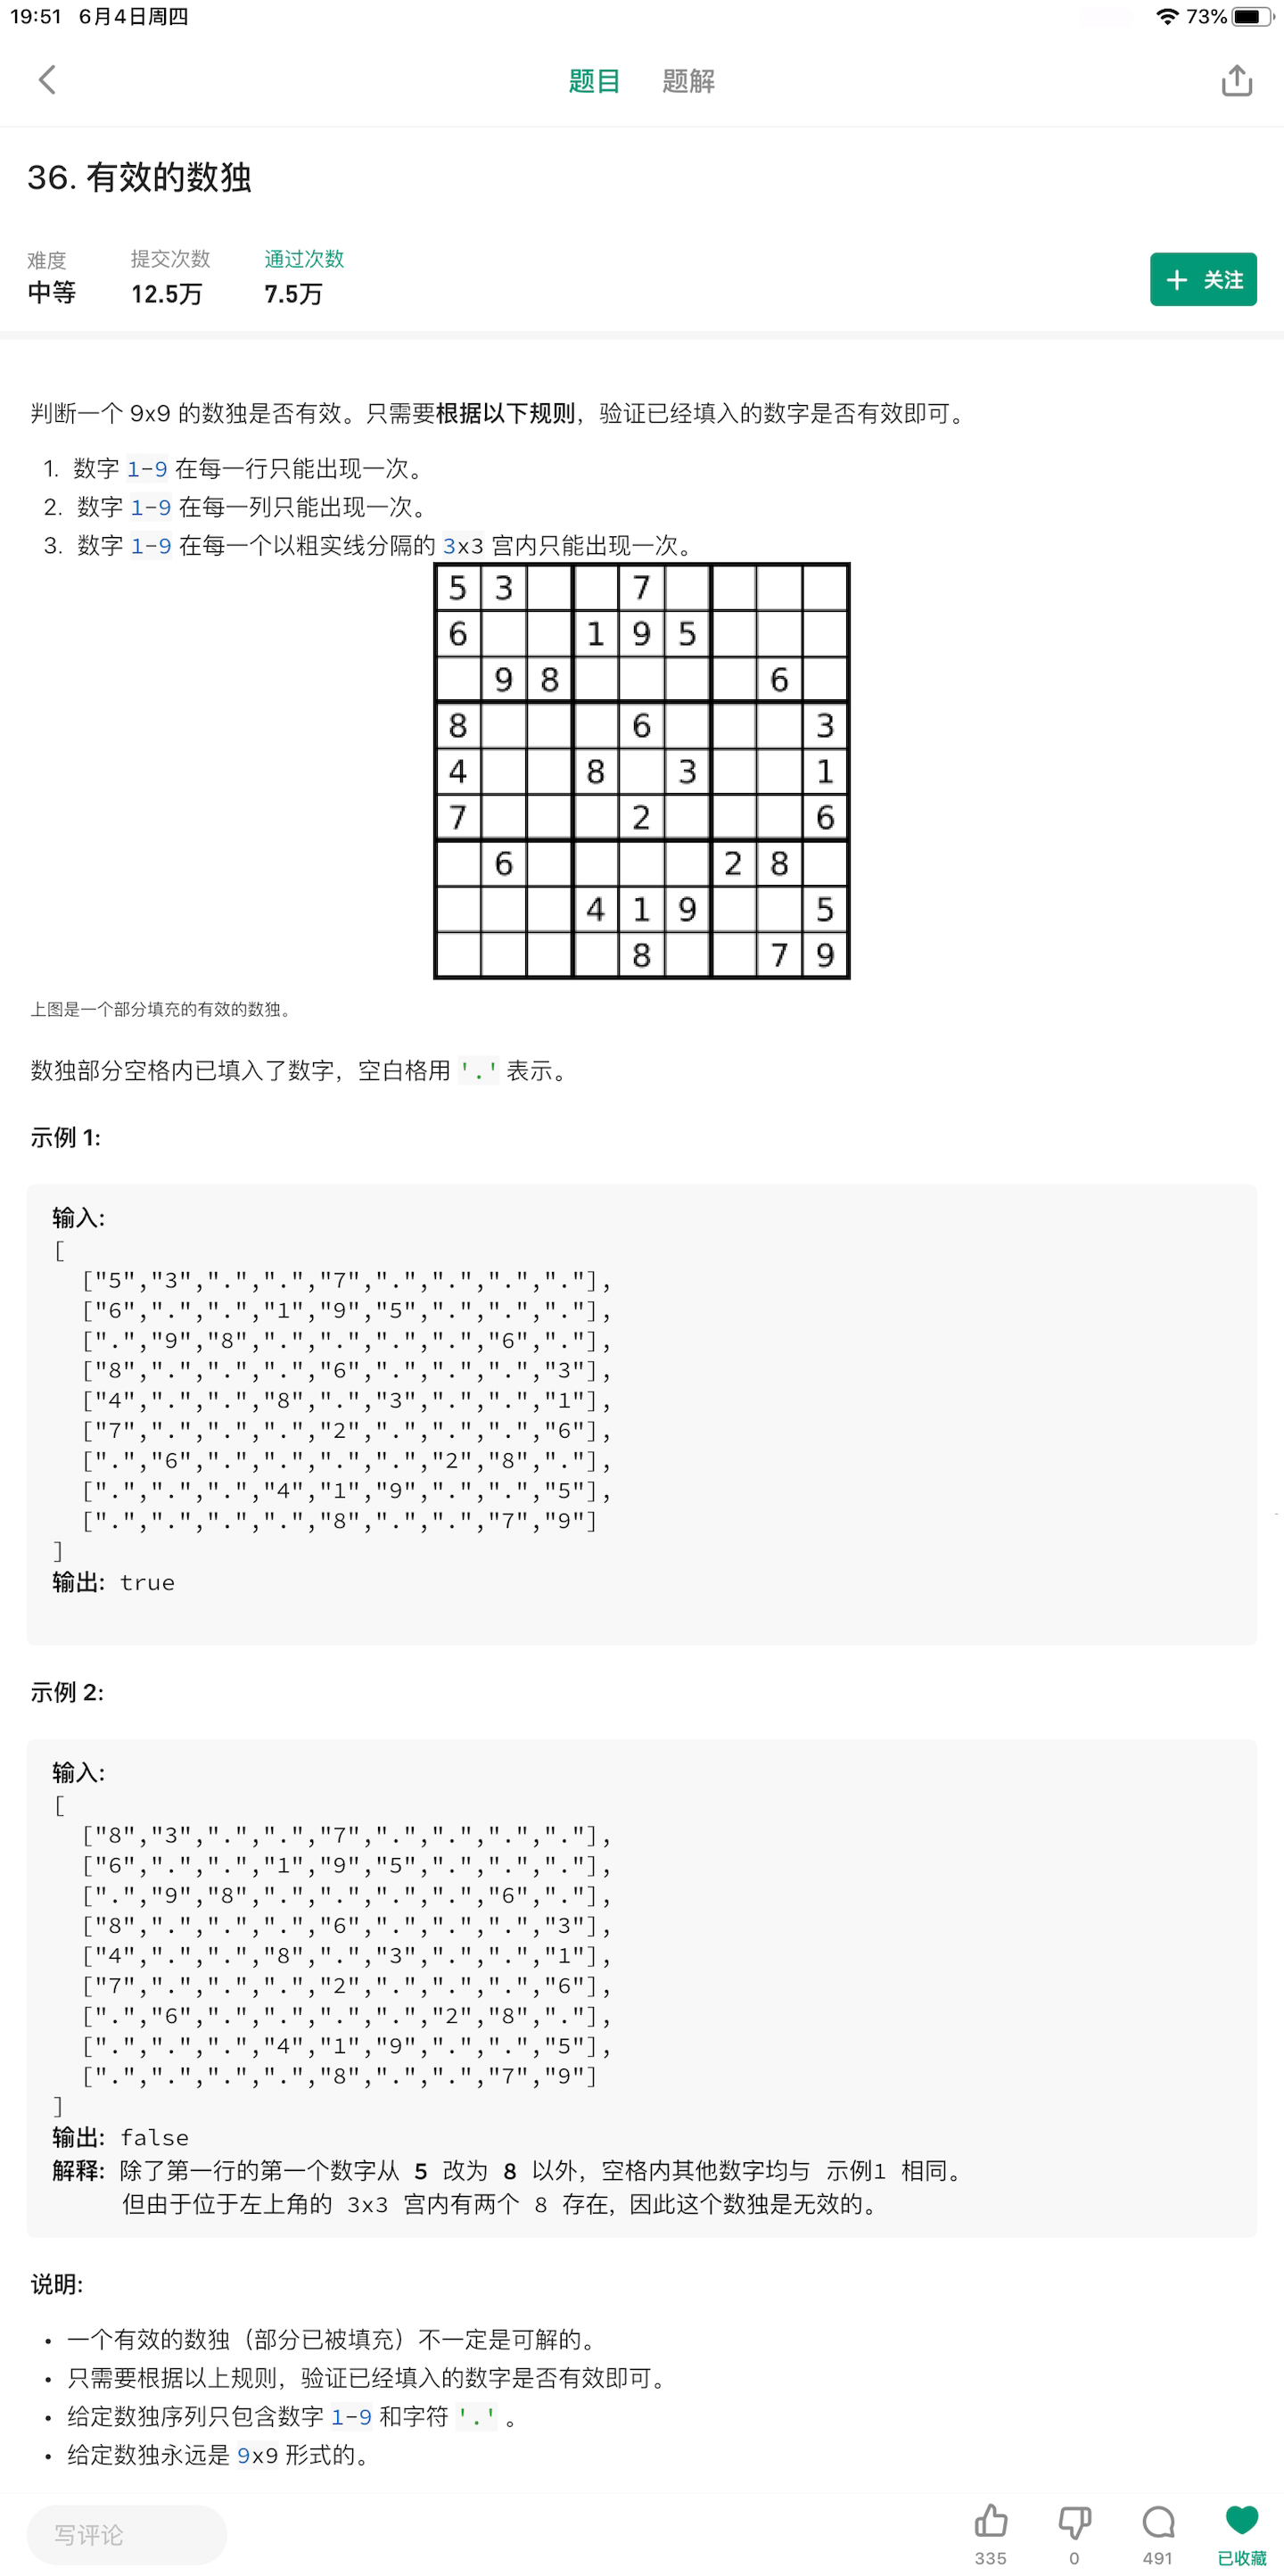 19:51 6月4日周四
73%
题目 题解
36. 有效的数独
难度 提交次数 通过次数
中等 12.5万 7.5万
＋ 关注
判断一个 9x9 的数独是否有效。只需要根据以下规则，验证已经填入的数字是否有效即可。
1. 数字 1-9 在每一行只能出现一次。
2. 数字 1-9 在每一列只能出现一次。
3. 数字 1-9 在每一个以粗实线分隔的 3x3 宫内只能出现一次。
5 3 7
6 1 9 5
9 8 6
8 6 3
4 8 3 1
7 2 6
6 2 8
4 1 9 5
8 7 9
上图是一个部分填充的有效的数独。
数独部分空格内已填入了数字，空白格用 '.' 表示。
示例 1:
输入:
[
["5","3",".",".","7",".",".",".","."],
["6",".",".","1","9","5",".",".","."],
[".","9","8",".",".",".",".","6","."],
["8",".",".",".","6",".",".",".","3"],
["4",".",".","8",".","3",".",".","1"],
["7",".",".",".","2",".",".",".","6"],
[".","6",".",".",".",".","2","8","."],
[".",".",".","4","1","9",".",".","5"],
[".",".",".",".","8",".",".","7","9"]
]
输出: true
示例 2:
输入:
[
["8","3",".",".","7",".",".",".","."],
["6",".",".","1","9","5",".",".","."],
[".","9","8",".",".",".",".","6","."],
["8",".",".",".","6",".",".",".","3"],
["4",".",".","8",".","3",".",".","1"],
["7",".",".",".","2",".",".",".","6"],
[".","6",".",".",".",".","2","8","."],
[".",".",".","4","1","9",".",".","5"],
[".",".",".",".","8",".",".","7","9"]
]
输出: false
解释: 除了第一行的第一个数字从 5 改为 8 以外，空格内其他数字均与 示例1 相同。
但由于位于左上角的 3x3 宫内有两个 8 存在，因此这个数独是无效的。
说明:
• 一个有效的数独（部分已被填充）不一定是可解的。
• 只需要根据以上规则，验证已经填入的数字是否有效即可。
• 给定数独序列只包含数字 1-9 和字符 '.' 。
• 给定数独永远是 9x9 形式的。
写评论
335 0 491 已收藏